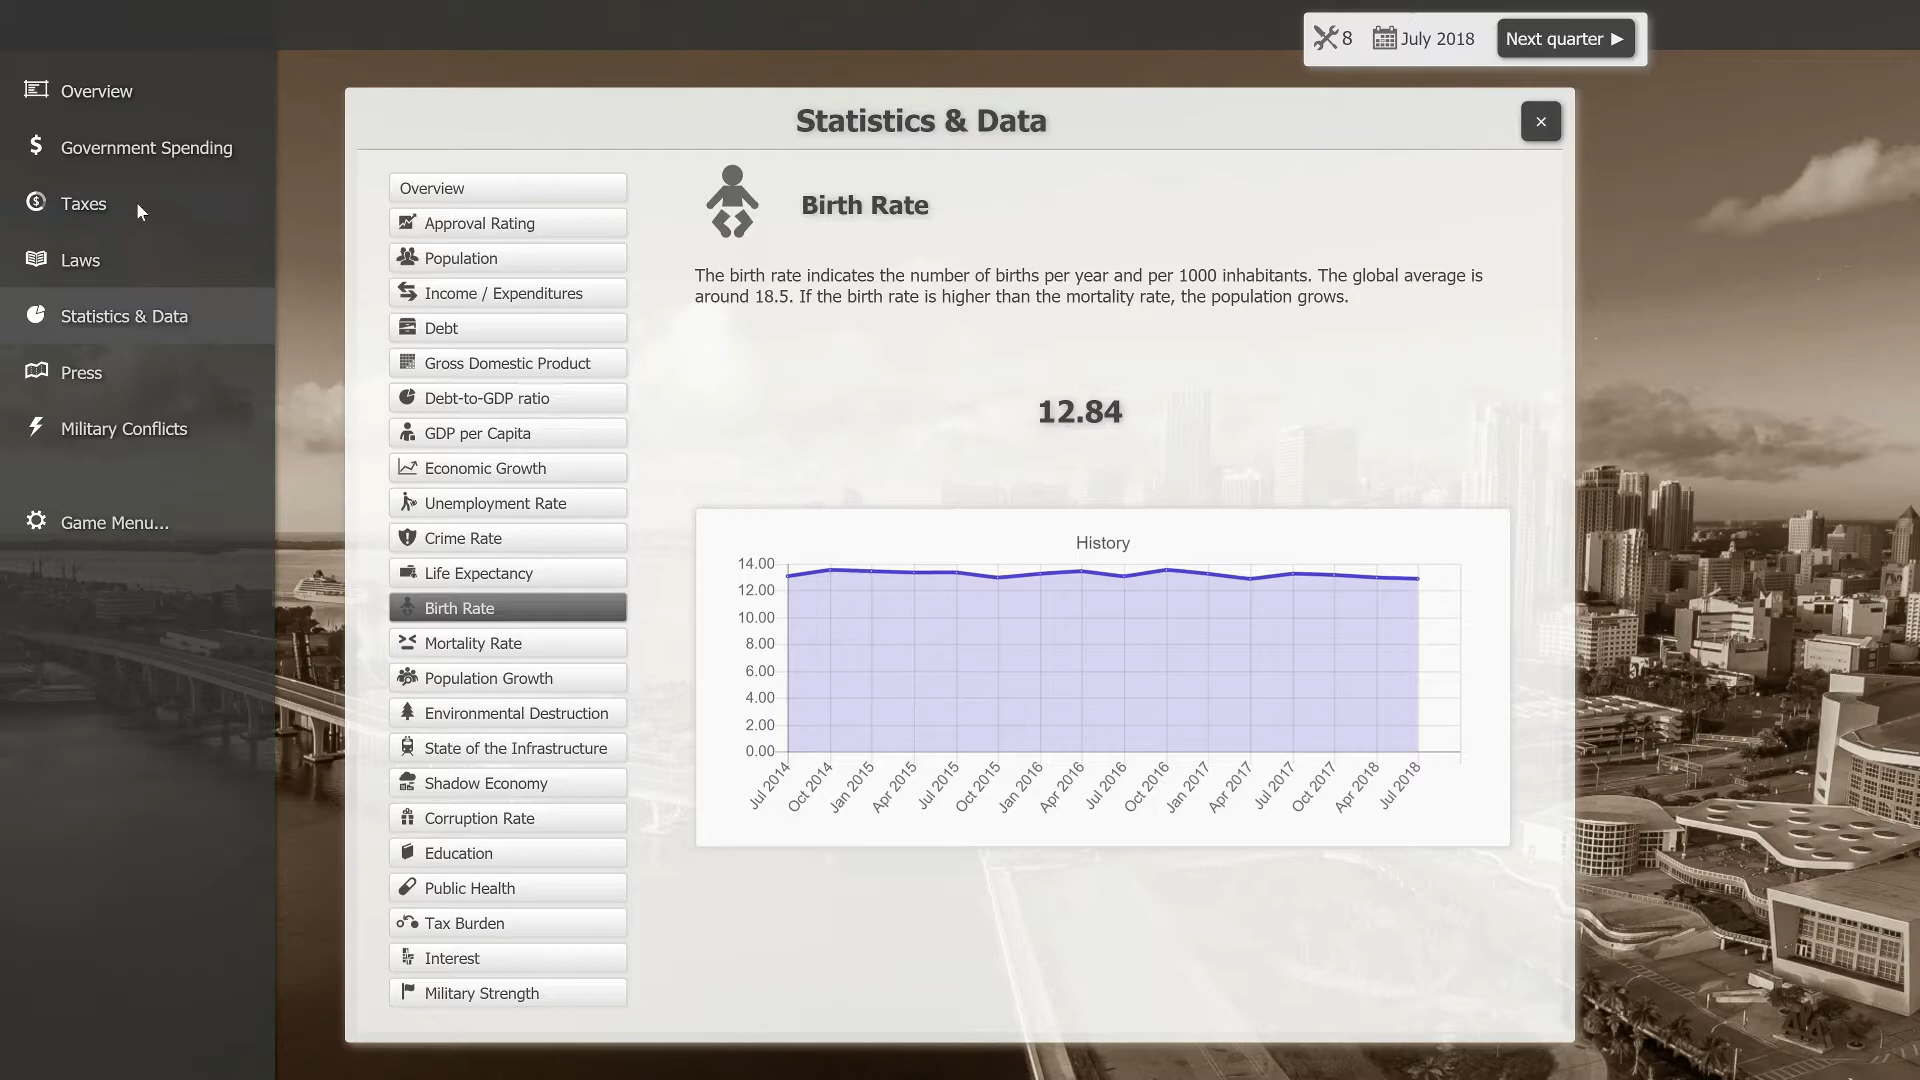 8
July 2018
Next quarter ►
Overview
Government Spending
Taxes
Laws
Statistics & Data
Press
Military Conflicts
Game Menu...
Statistics & Data
×
Overview
Approval Rating
Population
Income / Expenditures
Debt
Gross Domestic Product
Debt-to-GDP ratio
GDP per Capita
Economic Growth
Unemployment Rate
Crime Rate
Life Expectancy
Birth Rate
Mortality Rate
Population Growth
Environmental Destruction
State of the Infrastructure
Shadow Economy
Corruption Rate
Education
Public Health
Tax Burden
Interest
Military Strength
Birth Rate
The birth rate indicates the number of births per year and per 1000 inhabitants. The global average is
around 18.5. If the birth rate is higher than the mortality rate, the population grows.
12.84
History
14.00
12.00
10.00
8.00
6.00
4.00
2.00
0.00
Jul 2014
Oct 2014
Jan 2015
Apr 2015
Jul 2015
Oct 2015
Jan 2016
Apr 2016
Jul 2016
Oct 2016
Jan 2017
Apr 2017
Jul 2017
Oct 2017
Apr 2018
Jul 2018